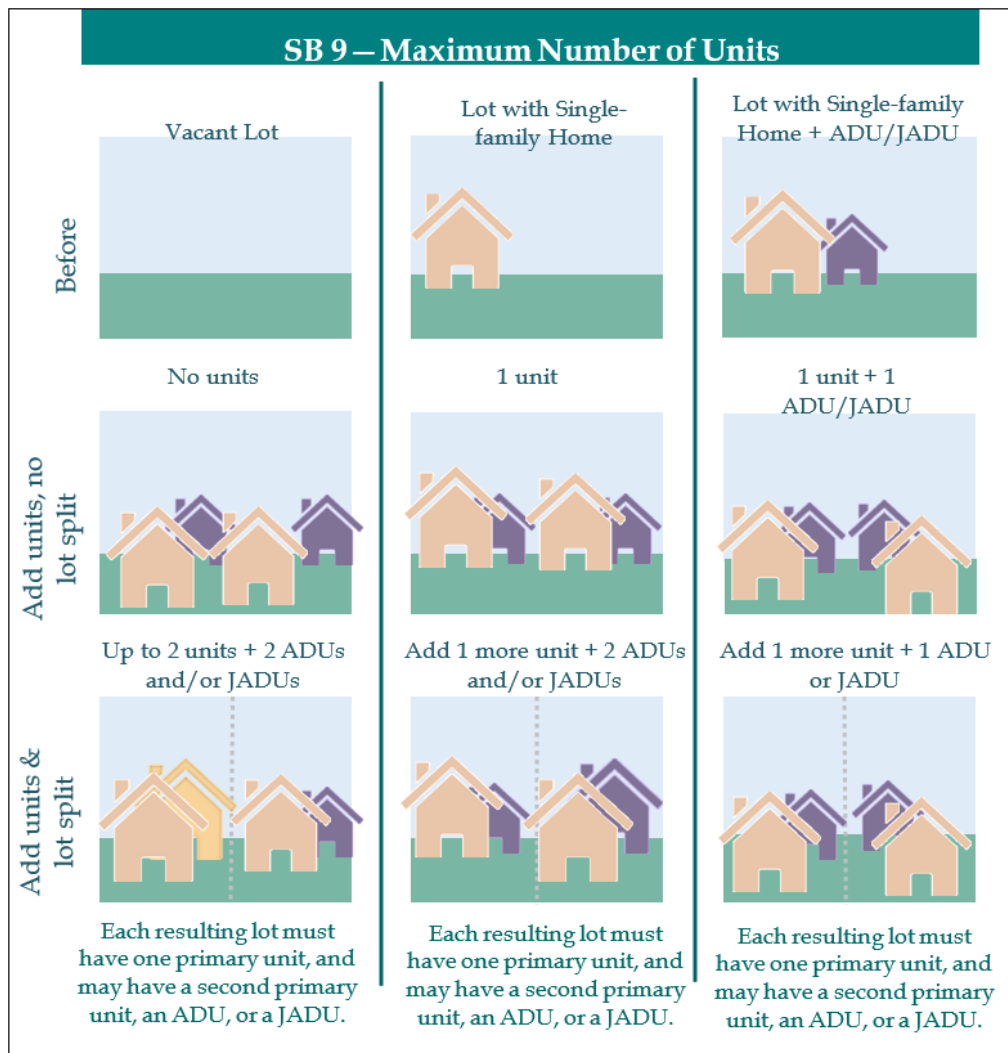 SB 9 – Maximum Number of Units
Vacant Lot
Lot with Single-
family Home
Lot with Single-family
Home + ADU/JADU
Before
No units
1 unit
1 unit + 1
ADU/JADU
Add units, no
lot split
Up to 2 units + 2 ADUs
and/or JADUs
Add 1 more unit + 2 ADUs
and/or JADUs
Add 1 more unit + 1 ADU
or JADU
Add units &
lot split
Each resulting lot must
have one primary unit, and
may have a second primary
unit, an ADU, or a JADU.
Each resulting lot must
have one primary unit, and
may have a second primary
unit, an ADU, or a JADU.
Each resulting lot must
have one primary unit, and
may have a second primary
unit, an ADU, or a JADU.